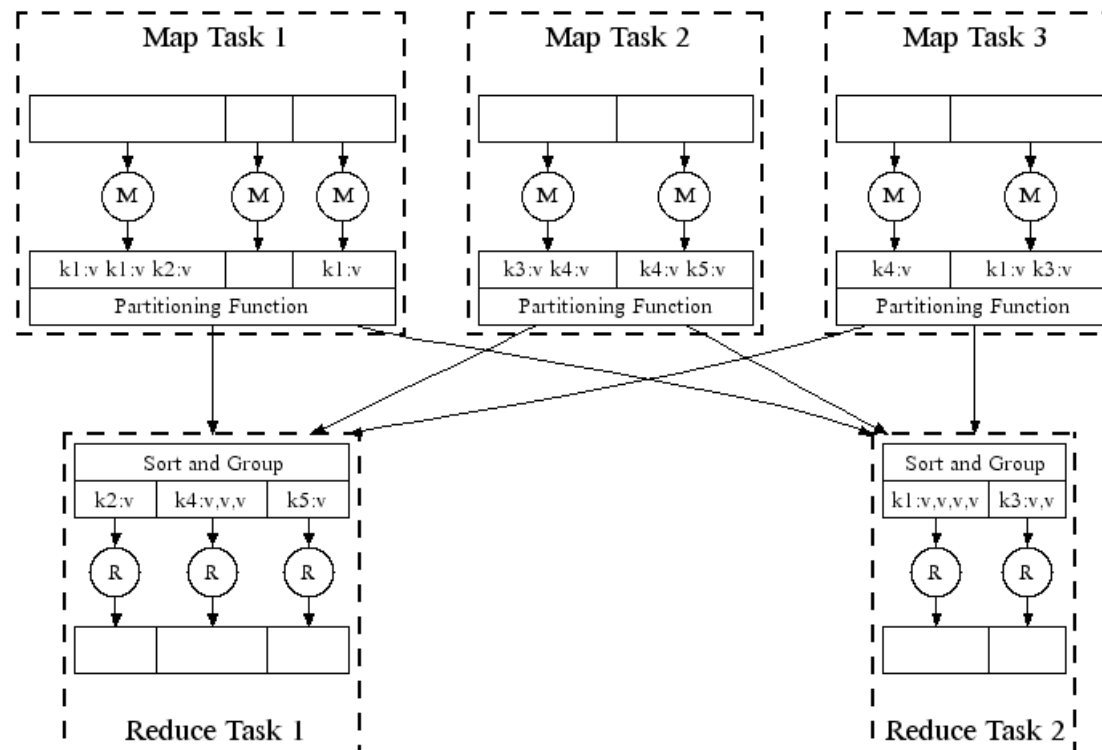 Map Task 1
Map Task 2
Map Task 3
M
M
M
M
M
M
M
k1:v k1:v k2:v
k1:v
k3:v k4:v
k4:v k5:v
k4:v
k1:v k3:v
Partitioning Function
Partitioning Function
Partitioning Function
Sort and Group
k2:v
k4:v,v,v
k5:v
R
R
R
Reduce Task 1
Sort and Group
k1:v,v,v,v
k3:v,v
R
R
Reduce Task 2